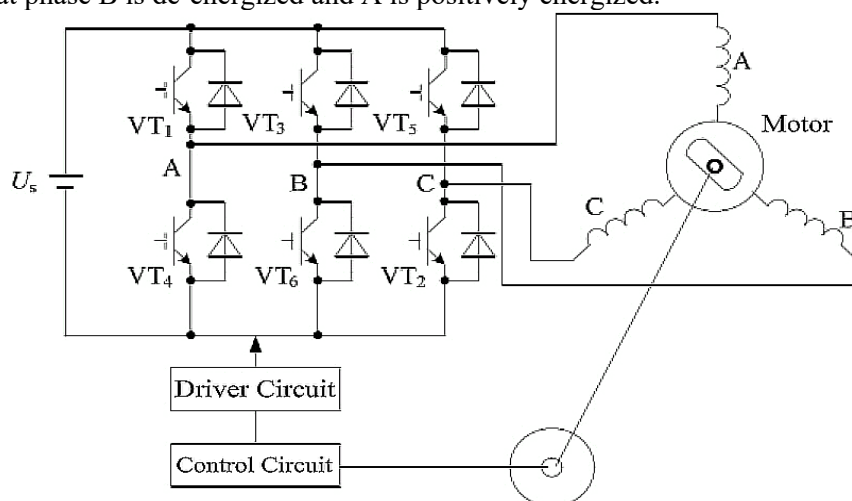 at phase B is de-energized and A is positively energized.
A
Motor
VT₁ VT₃ VT₅
A
Uₛ
B
C
C
B
VT₄ VT₆ VT₂
Driver Circuit
Control Circuit